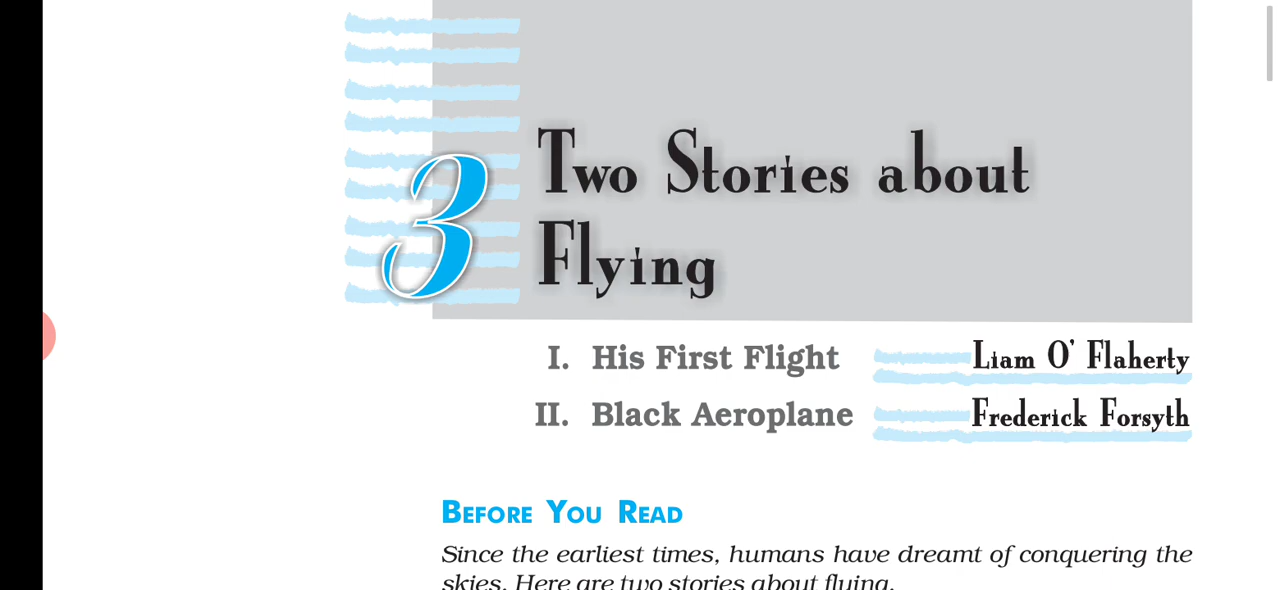 3
Two Stories about
Flying
I. His First Flight Liam O' Flaherty
II. Black Aeroplane Frederick Forsyth
BEFORE YOU READ
Since the earliest times, humans have dreamt of conquering the
skies. Here are two stories about flying.